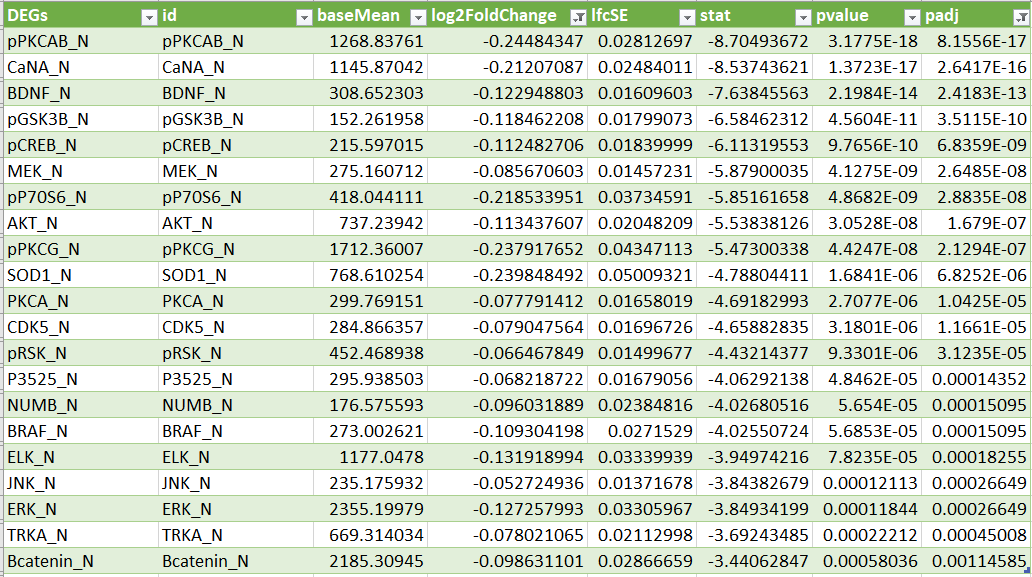 DEGs id baseMean log2FoldChange lfcSE stat pvalue padj
pPKCAB_N pPKCAB_N 1268.83761 -0.24484347 0.02812697 -8.70493672 3.1775E-18 8.1556E-17
CaNA_N CaNA_N 1145.87042 -0.21207087 0.02484011 -8.53743621 1.3723E-17 2.6417E-16
BDNF_N BDNF_N 308.652303 -0.122948803 0.01609603 -7.63845563 2.1984E-14 2.4183E-13
pGSK3B_N pGSK3B_N 152.261958 -0.118462208 0.01799073 -6.58462312 4.5604E-11 3.5115E-10
pCREB_N pCREB_N 215.597015 -0.112482706 0.01839999 -6.11319553 9.7656E-10 6.8359E-09
MEK_N MEK_N 275.160712 -0.085670603 0.01457231 -5.87900035 4.1275E-09 2.6485E-08
pP70S6_N pP70S6_N 418.044111 -0.218533951 0.03734591 -5.85161658 4.8682E-09 2.8835E-08
AKT_N AKT_N 737.23942 -0.113437607 0.02048209 -5.53838126 3.0528E-08 1.679E-07
pPKCG_N pPKCG_N 1712.36007 -0.237917652 0.04347113 -5.47300338 4.4247E-08 2.1294E-07
SOD1_N SOD1_N 768.610254 -0.239848492 0.05009321 -4.78804411 1.6841E-06 6.8252E-06
PKCA_N PKCA_N 299.769151 -0.077791412 0.01658019 -4.69182993 2.7077E-06 1.0425E-05
CDK5_N CDK5_N 284.866357 -0.079047564 0.01696726 -4.65882835 3.1801E-06 1.1661E-05
pRSK_N pRSK_N 452.468938 -0.066467849 0.01499677 -4.43214377 9.3301E-06 3.1235E-05
P3525_N P3525_N 295.938503 -0.068218722 0.01679056 -4.06292138 4.8462E-05 0.00014352
NUMB_N NUMB_N 176.575593 -0.096031889 0.02384816 -4.02680516 5.654E-05 0.00015095
BRAF_N BRAF_N 273.002621 -0.109304198 0.0271529 -4.02550724 5.6853E-05 0.00015095
ELK_N ELK_N 1177.0478 -0.131918994 0.03339939 -3.94974216 7.8235E-05 0.00018255
JNK_N JNK_N 235.175932 -0.052724936 0.01371678 -3.84382679 0.00012113 0.00026649
ERK_N ERK_N 2355.19979 -0.127257993 0.03305967 -3.84934199 0.00011844 0.00026649
TRKA_N TRKA_N 669.314034 -0.078021065 0.02112998 -3.69243485 0.00022212 0.00045008
Bcatenin_N Bcatenin_N 2185.30945 -0.098631101 0.02866659 -3.44062847 0.00058036 0.00114585